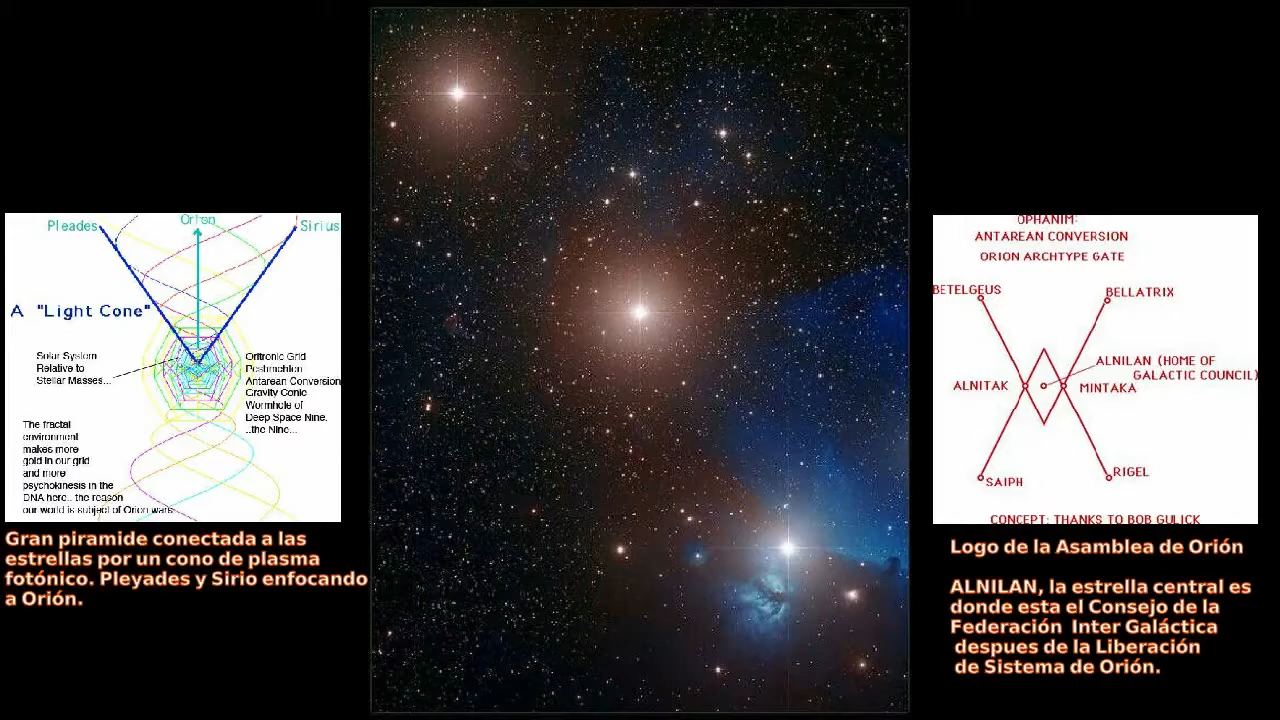 Pleades
Orion
Sirius
A "Light Cone"
Solar System
Relative to
Stellar Masses...
Oritronic Grid
Poshmehlon
Antarean Conversion
Gravity Conic
Wormhole of
Deep Space Nine.
..the Nine...
The fractal
environment
makes more
gold in our grid
and more
psychokinesis in the
DNA here.. the reason
our world is subject of Orion wars
Gran piramide conectada a las
estrellas por un cono de plasma
fotónico. Pleyades y Sirio enfocando
a Orión.
OPHANIM:
ANTAREAN CONVERSION
ORION ARCHTYPE GATE
BETELGEUS
BELLATRIX
ALNILAN (HOME OF
GALACTIC COUNCIL)
ALNITAK
MINTAKA
SAIPH
RIGEL
CONCEPT: THANKS TO BOB GULICK
Logo de la Asamblea de Orión
ALNILAN, la estrella central es
donde esta el Consejo de la
Federación Inter Galáctica
despues de la Liberación
de Sistema de Orión.